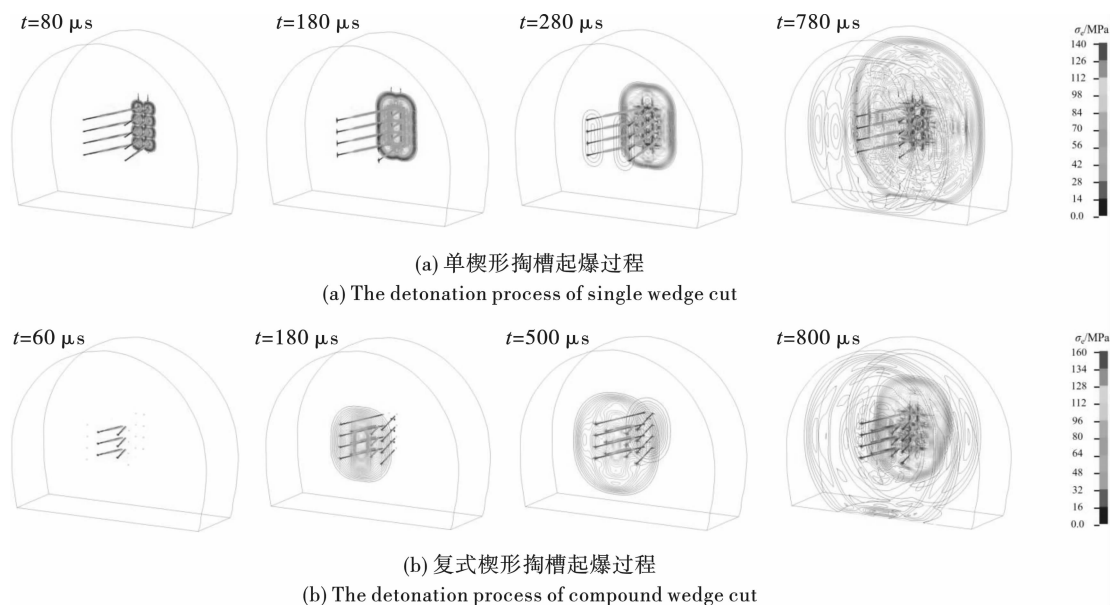 t=80 μs
t=180 μs
t=280 μs
t=780 μs
σe/MPa
140
126
112
98
84
70
56
42
28
14
0.0
(a) 单楔形掏槽起爆过程
(a) The detonation process of single wedge cut
t=60 μs
t=180 μs
t=500 μs
t=800 μs
σe/MPa
160
134
128
112
96
80
64
48
32
16
0.0
(b) 复式楔形掏槽起爆过程
(b) The detonation process of compound wedge cut